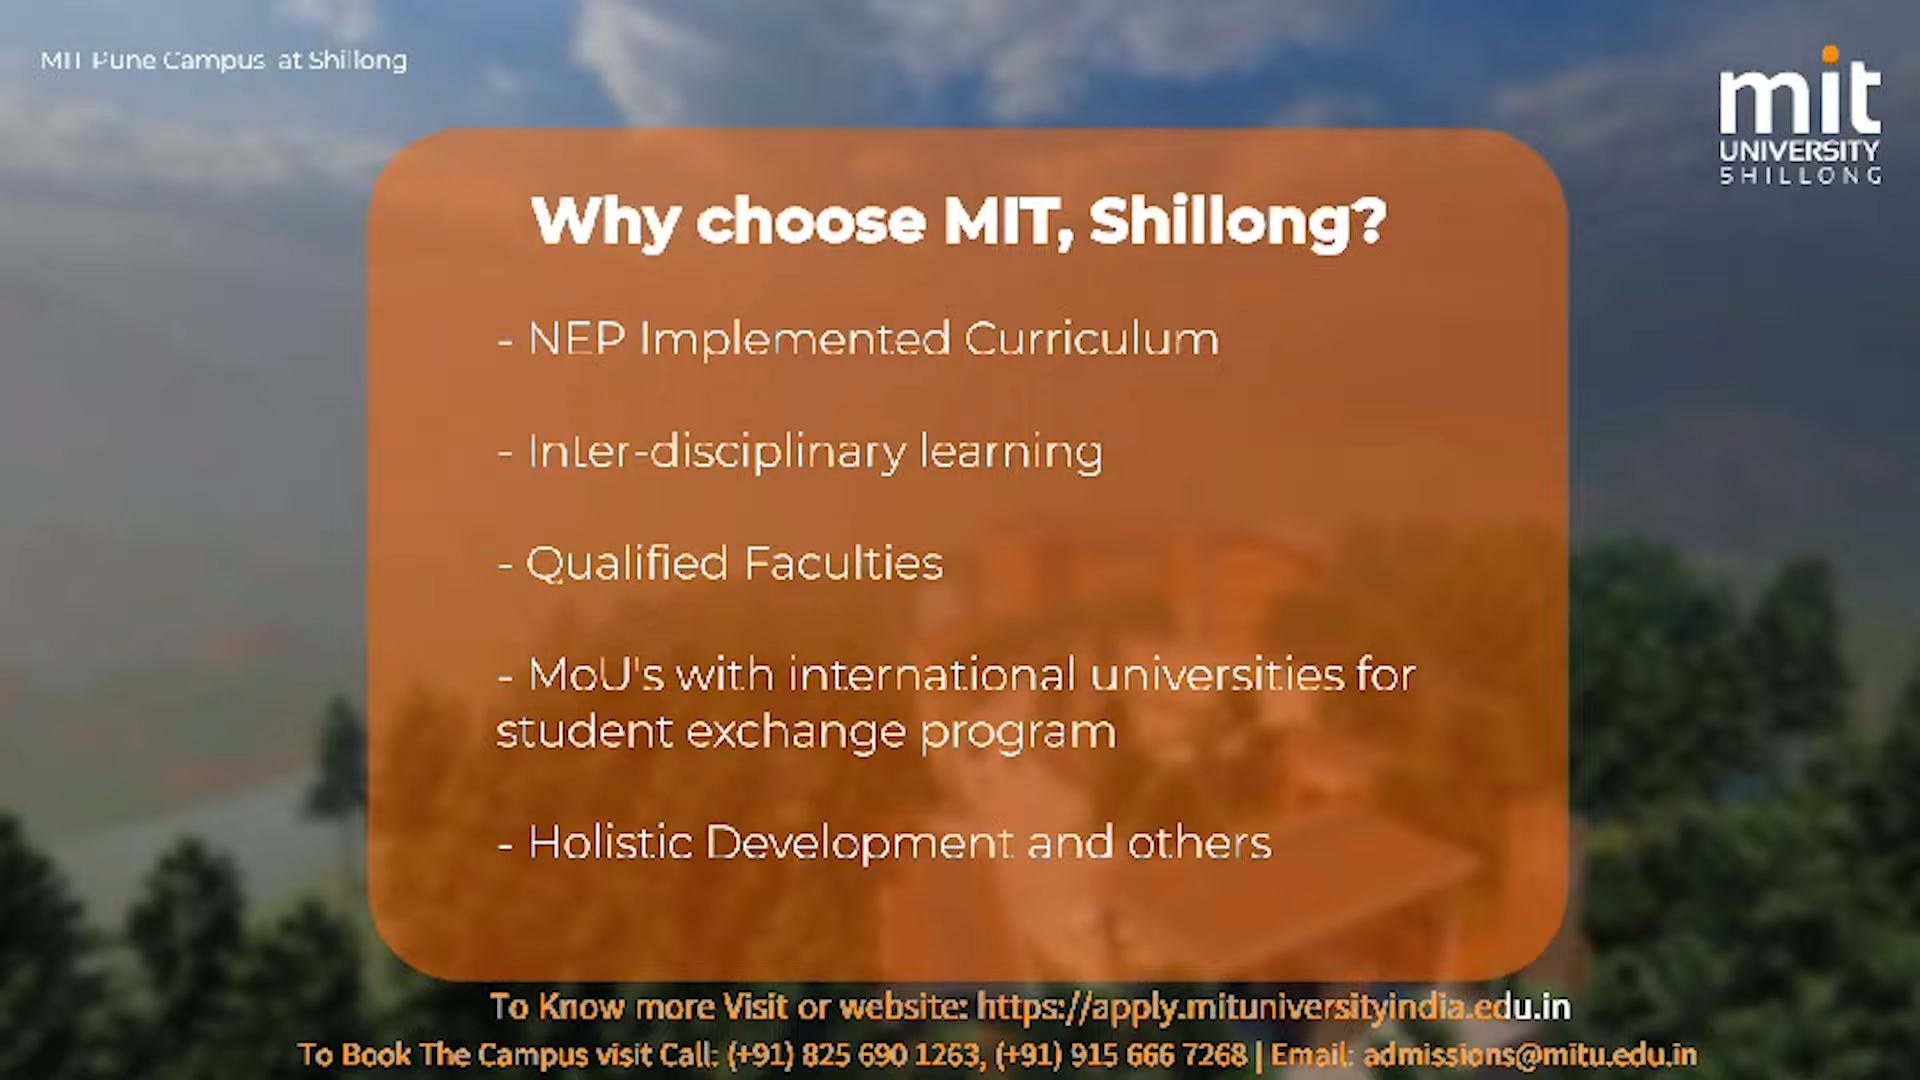 MIT Pune Campus at Shillong
mit
UNIVERSITY
SHILLONG
Why choose MIT, Shillong?
- NEP Implemented Curriculum
- Inter-disciplinary learning
- Qualified Faculties
- MoU's with international universities for
student exchange program
- Holistic Development and others
To Know more Visit or website: https://apply.mituniversityindia.edu.in
To Book The Campus visit Call: (+91) 825 690 1263, (+91) 915 666 7268 | Email: admissions@mitu.edu.in